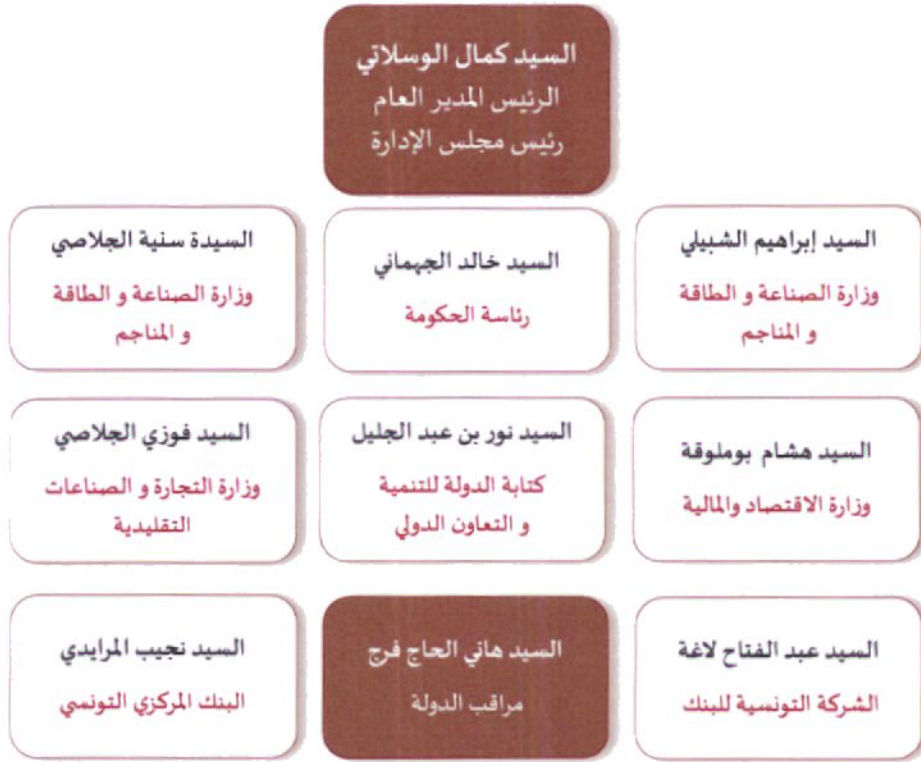 السيد كمال الوسلاتي
الرئيس المدير العام
رئيس مجلس الإدارة
السيد إبراهيم الشبيلي
وزارة الصناعة و الطاقة
و المناجم
السيد خالد الجهماني
رئاسة الحكومة
السيدة سنية الجلاصي
وزارة الصناعة و الطاقة
و المناجم
السيد هشام بوملوقة
وزارة الاقتصاد والمالية
السيد نور بن عبد الجليل
كتابة الدولة للتنمية
و التعاون الدولي
السيد فوزي الجلاصي
وزارة التجارة و الصناعات
التقليدية
السيد عبد الفتاح لاغة
الشركة التونسية للبنك
السيد هاني الحاج فرج
مراقب الدولة
السيد نجيب المرايدي
البنك المركزي التونسي